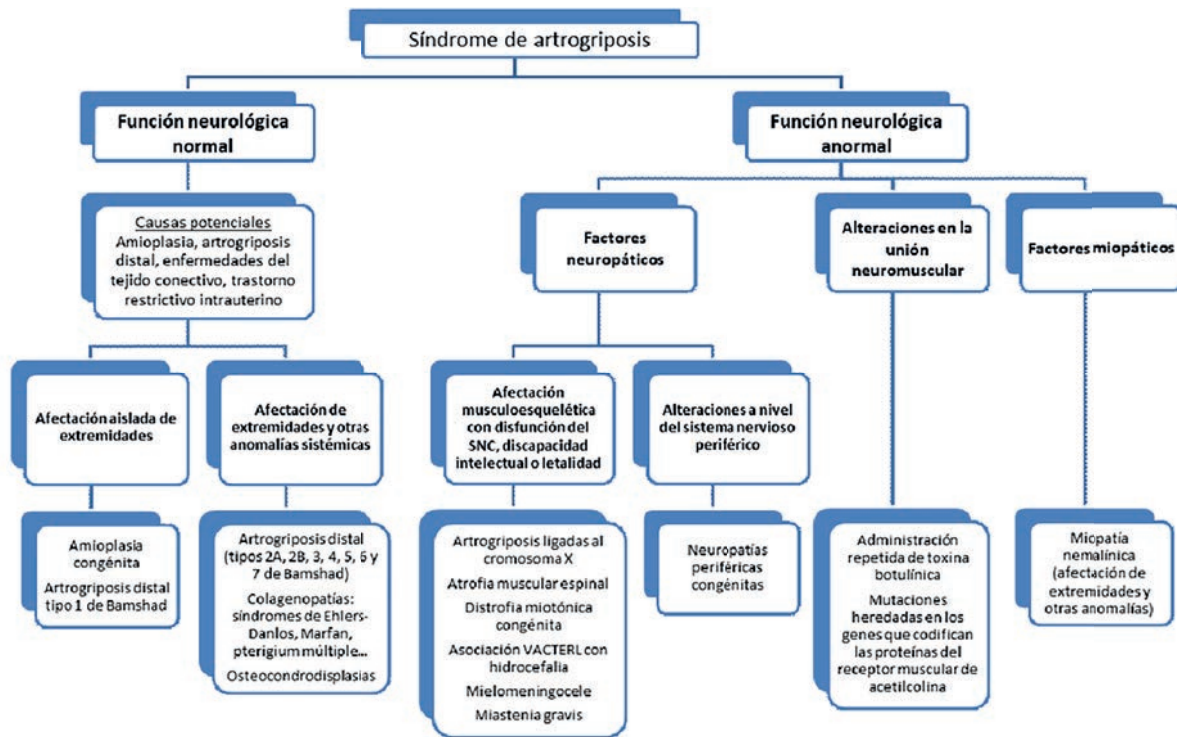 Síndrome de artrogriposis
Función neurológica
normal
Función neurológica
anormal
Causas potenciales
Amioplasia, artrogriposis
distal, enfermedades del
tejido conectivo, trastorno
restrictivo intrauterino
Factores
neuropáticos
Alteraciones en la
unión
neuromuscular
Factores miopáticos
Afectación aislada de
extremidades
Afectación de
extremidades y otras
anomalías sistémicas
Afectación
musculoesquelética
con disfunción del
SNC, discapacidad
intelectual o letalidad
Alteraciones a nivel
del sistema nervioso
periférico
Amioplasia
congénita
Artrogriposis distal
tipo 1 de Bamshad
Artrogriposis distal
(tipos 2A, 2B, 3, 4, 5, 6 y
7 de Bamshad)
Colagenopatías:
síndromes de Ehlers-
Danlos, Marfan,
pterigium múltiple...
Osteocondrodisplasias
Artrogriposis ligadas al
cromosoma X
Atrofia muscular espinal
Distrofia miotónica
congénita
Asociación VACTERL con
hidrocefalia
Mielomeningocele
Miastenia gravis
Neuropatías
periféricas
congénitas
Administración
repetida de toxina
botulínica
Mutaciones
heredadas en los
genes que codifican
las proteínas del
receptor muscular de
acetilcolina
Miopatía
nemalínica
(afectación de
extremidades y
otras anomalías)